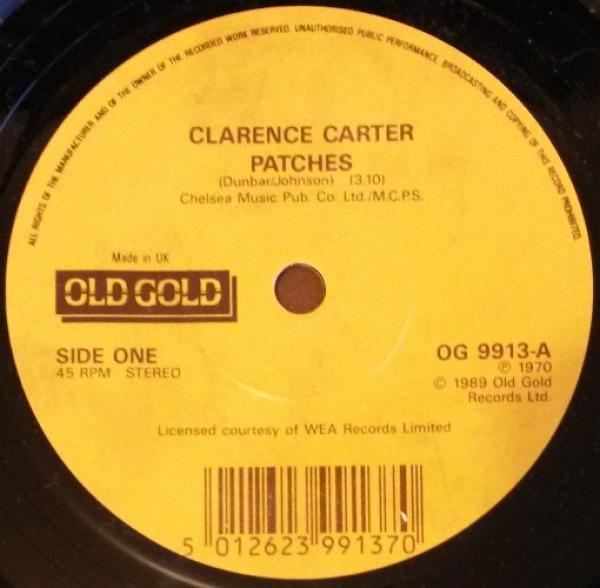 ALL RIGHTS OF THE MANUFACTURER AND OF THE OWNER OF THE RECORDED WORK RESERVED. UNAUTHORISED PUBLIC PERFORMANCE, BROADCASTING AND COPYING OF THIS RECORD PROHIBITED.
CLARENCE CARTER
PATCHES
(Dunbar/Johnson) (3.10)
Chelsea Music Pub. Co. Ltd./M.C.P.S.
Made in UK
OLD GOLD
SIDE ONE
45 RPM STEREO
OG 9913-A
℗ 1970
© 1989 Old Gold
Records Ltd.
Licensed courtesy of WEA Records Limited
5 012623 991370